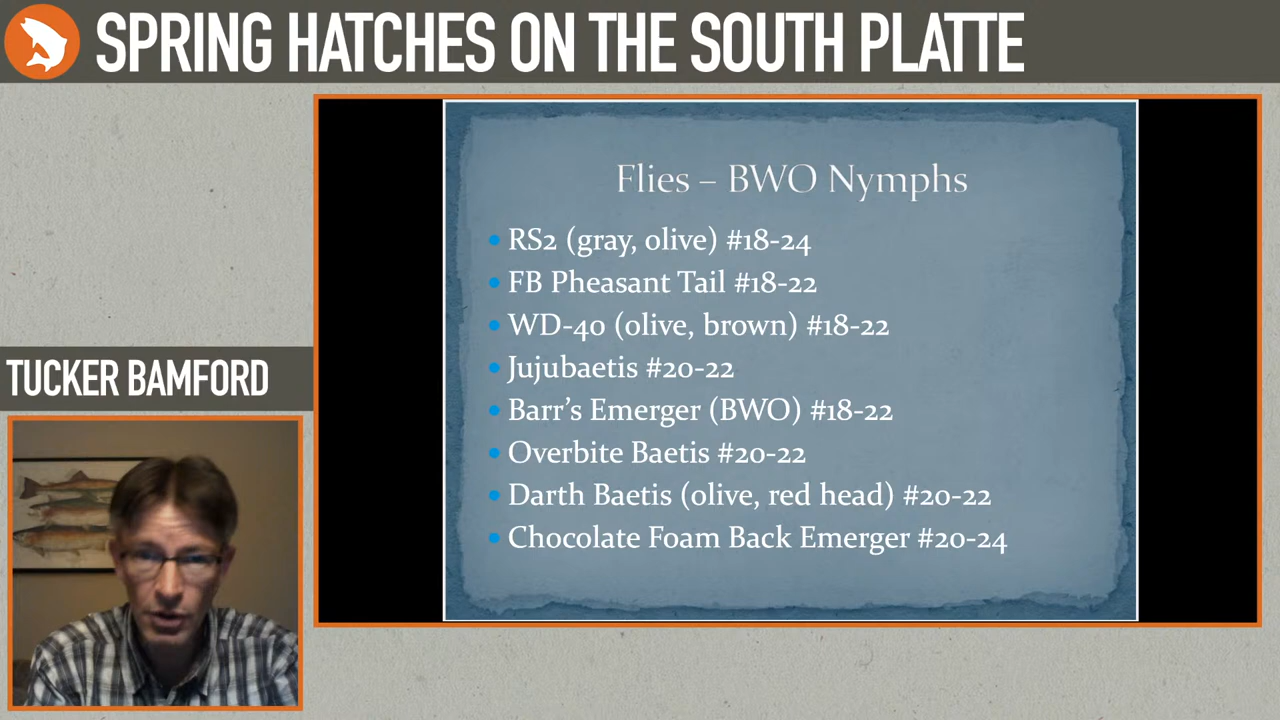 SPRING HATCHES ON THE SOUTH PLATTE
Flies – BWO Nymphs
• RS2 (gray, olive) #18-24
• FB Pheasant Tail #18-22
• WD-40 (olive, brown) #18-22
• Jujubaetis #20-22
• Barr's Emerger (BWO) #18-22
• Overbite Baetis #20-22
• Darth Baetis (olive, red head) #20-22
• Chocolate Foam Back Emerger #20-24
TUCKER BAMFORD